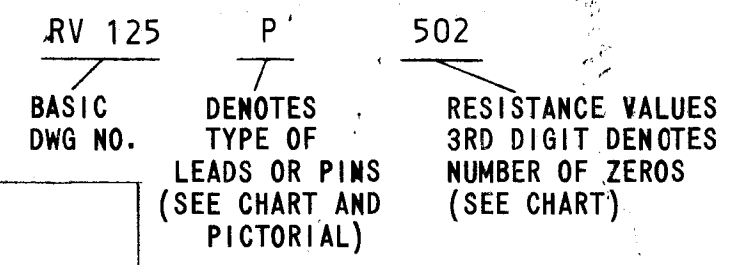 RV 125 P 502
BASIC DENOTES RESISTANCE VALUES
DWG NO. TYPE OF 3RD DIGIT DENOTES
LEADS OR PINS NUMBER OF ZEROS
(SEE CHART AND (SEE CHART)
PICTORIAL)